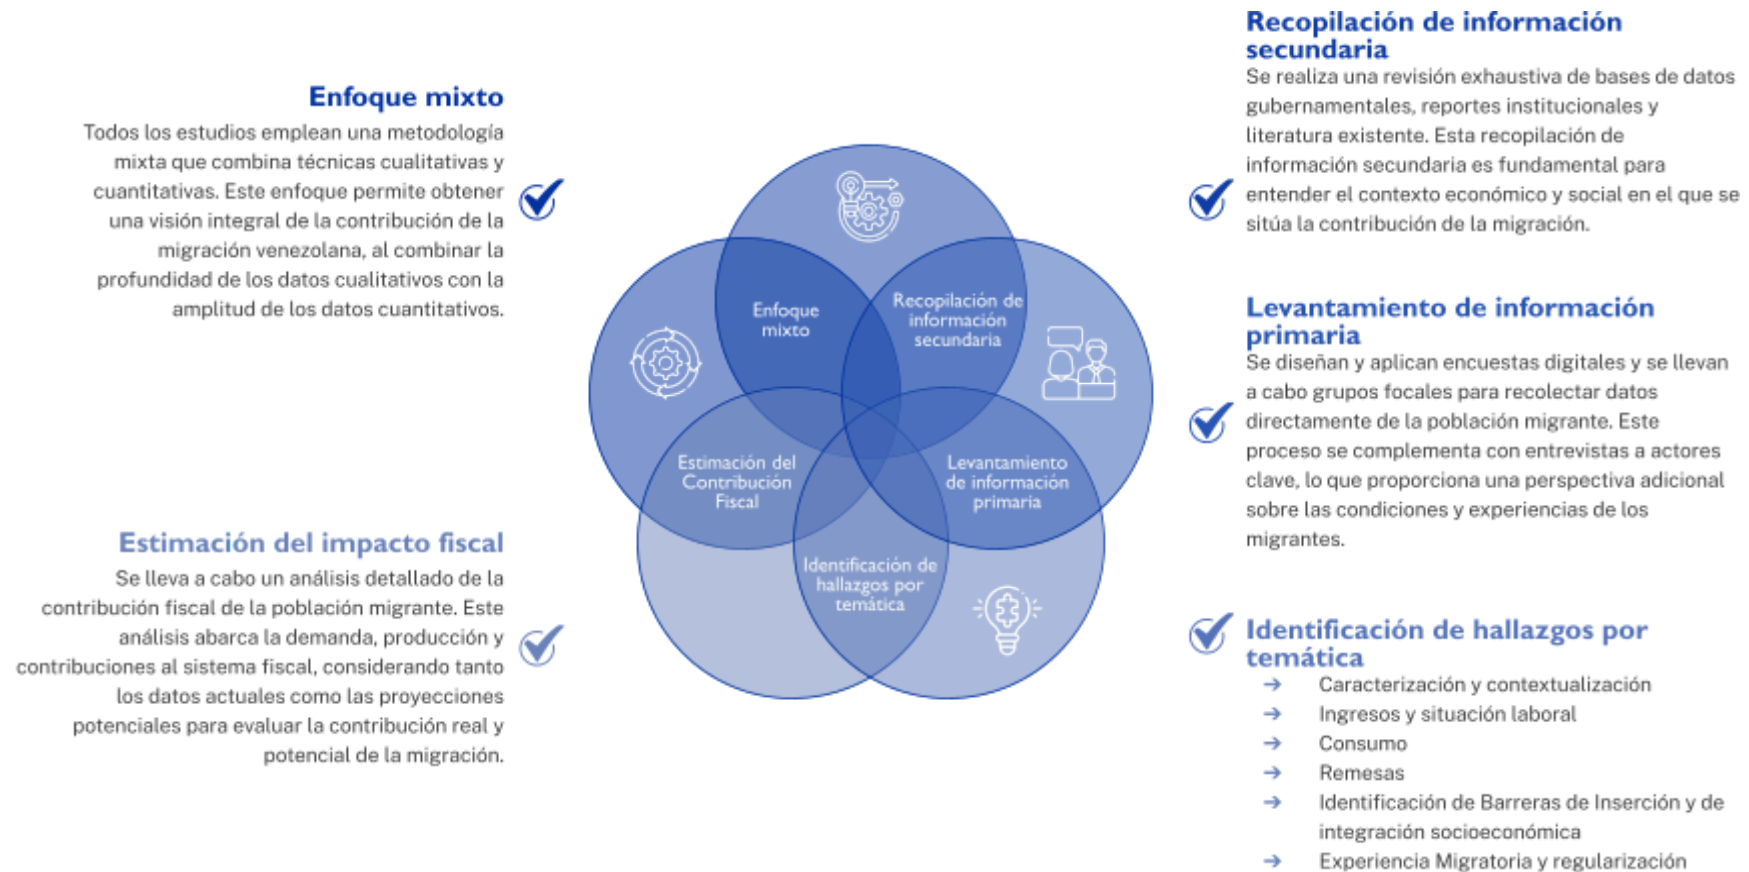 Enfoque mixto
Todos los estudios emplean una metodología
mixta que combina técnicas cualitativas y
cuantitativas. Este enfoque permite obtener
una visión integral de la contribución de la
migración venezolana, al combinar la
profundidad de los datos cualitativos con la
amplitud de los datos cuantitativos.
Estimación del impacto fiscal
Se lleva a cabo un análisis detallado de la
contribución fiscal de la población migrante. Este
análisis abarca la demanda, producción y
contribuciones al sistema fiscal, considerando tanto
los datos actuales como las proyecciones
potenciales para evaluar la contribución real y
potencial de la migración.
Enfoque
mixto
Recopilación de
información
secundaria
Estimación del
Contribución
Fiscal
Levantamiento
de información
primaria
Identificación de
hallazgos por
temática
Recopilación de información
secundaria
Se realiza una revisión exhaustiva de bases de datos
gubernamentales, reportes institucionales y
literatura existente. Esta recopilación de
información secundaria es fundamental para
entender el contexto económico y social en el que se
sitúa la contribución de la migración.
Levantamiento de información
primaria
Se diseñan y aplican encuestas digitales y se llevan
a cabo grupos focales para recolectar datos
directamente de la población migrante. Este
proceso se complementa con entrevistas a actores
clave, lo que proporciona una perspectiva adicional
sobre las condiciones y experiencias de los
migrantes.
Identificación de hallazgos por
temática
→ Caracterización y contextualización
→ Ingresos y situación laboral
→ Consumo
→ Remesas
→ Identificación de Barreras de Inserción y de
integración socioeconómica
→ Experiencia Migratoria y regularización